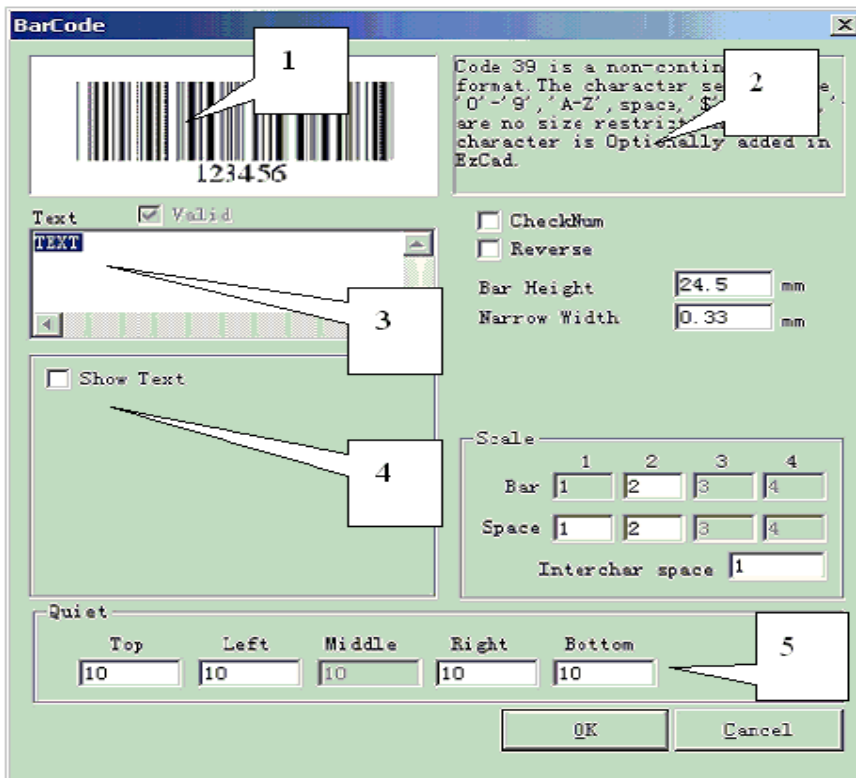 BarCode
1
123456
Code 39 is a non-contin
format.The character se e
'0'-'9','A-Z',space,'$'
are no size restrict
character is Optionally added in
EzCad.
2
Text Valid
TEXT
3
CheckNum
Reverse
Bar Height 24.5 mm
Narrow Width 0.33 mm
Show Text
4
Scale
1 2 3 4
Bar 1 2 3 4
Space 1 2 3 4
Interchar space 1
Quiet
Top Left Middle Right Bottom
10 10 10 10 10
5
OK Cancel